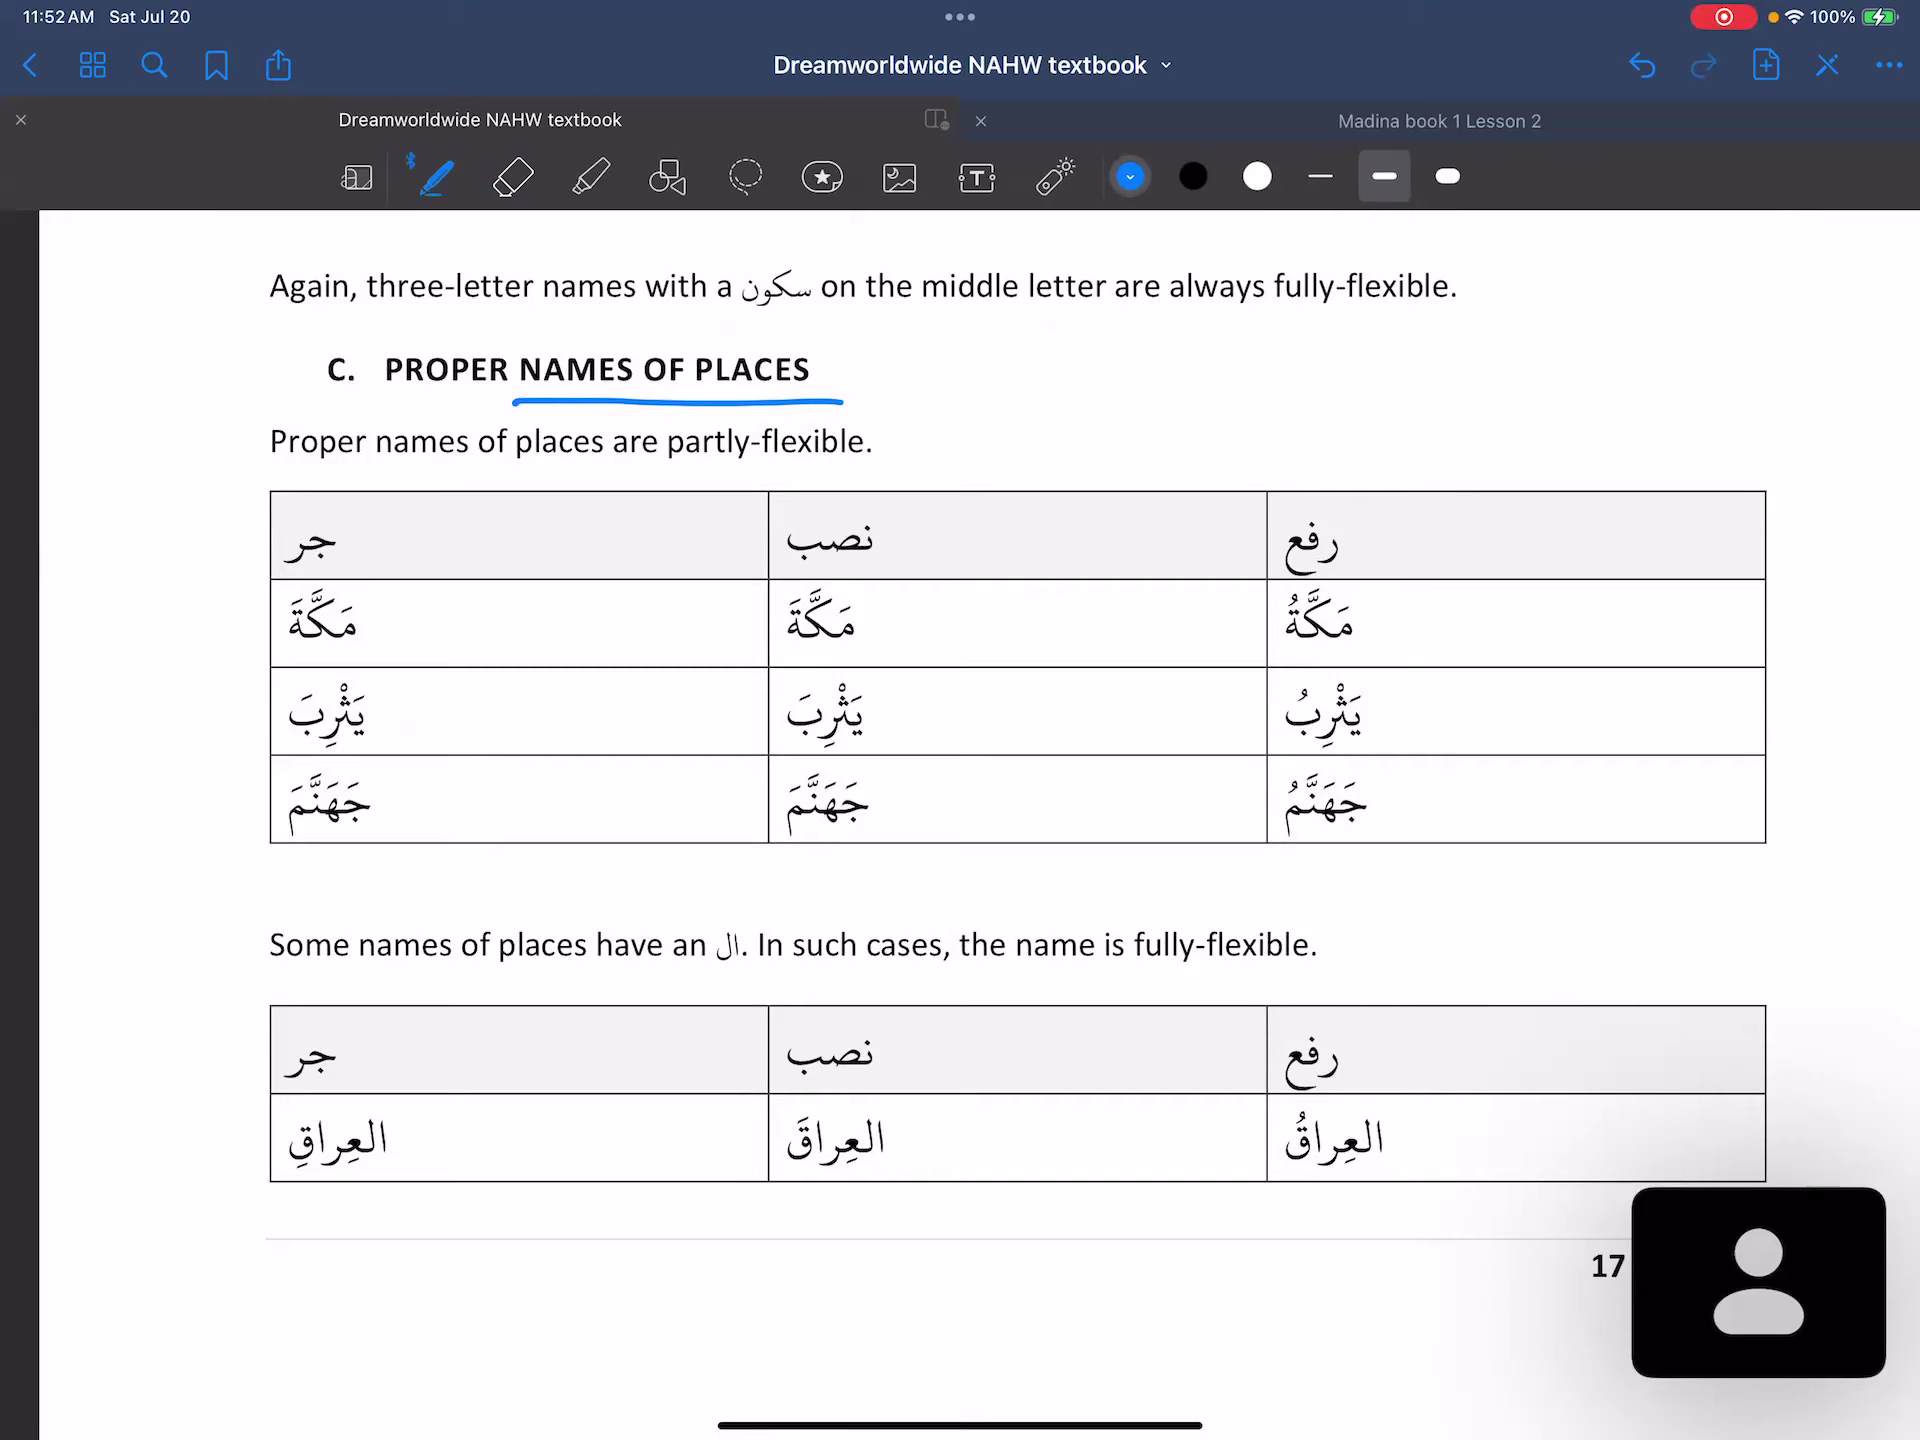 11:52 AM Sat Jul 20
100%
Dreamworldwide NAHW textbook
Dreamworldwide NAHW textbook
Madina book 1 Lesson 2
Again, three-letter names with a سكون on the middle letter are always fully-flexible.
C. PROPER NAMES OF PLACES
Proper names of places are partly-flexible.
رفع نصب جر
مَكَّةُ مَكَّةَ مَكَّةَ
يَثْرِبُ يَثْرِبَ يَثْرِبَ
جَهَنَّمُ جَهَنَّمَ جَهَنَّمَ
Some names of places have an ال. In such cases, the name is fully-flexible.
رفع نصب جر
العِراقُ العِراقَ العِراقِ
17